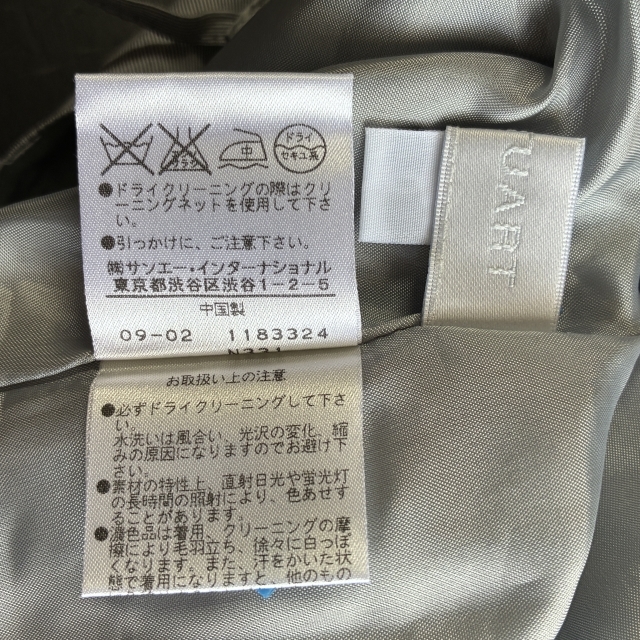 エンソ
サラシ
中
ドライ
セキユ系
●ドライクリーニングの際はクリ
ーニングネットを使用して下さ
い。
●引っかけに、ご注意下さい。
㈱サンエー・インターナショナル
東京都渋谷区渋谷1-2-5
中国製
09-02 1183324
N221
お取扱い上の注意
●必ずドライクリーニングして下さ
い。
水洗いは風合い、光沢の変化、縮
みの原因になりますのでお避け下
さい。
●素材の特性上、直射日光や蛍光灯
の長時間の照射により、色あせす
ることがあります。
●濃色品は着用、クリーニングの摩
擦により毛羽立ち、徐々に白っぽ
くなります。また、汗をかいた状
態で着用になりますと、他のもの
UART